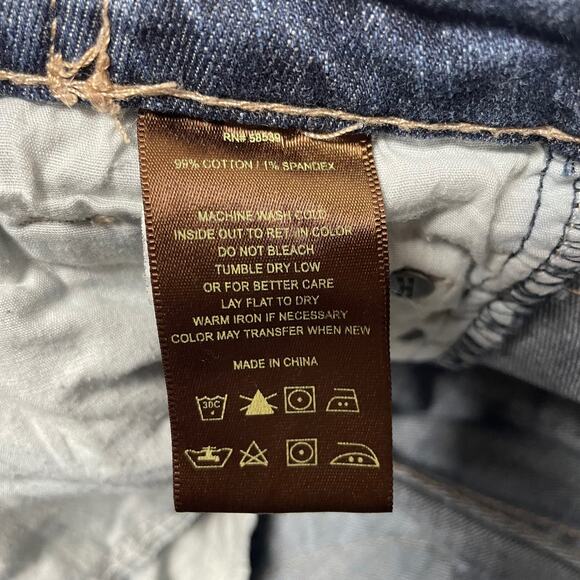 RN# 58539
99% COTTON / 1% SPANDEX
MACHINE WASH COLD
INSIDE OUT TO RET. IN COLOR
DO NOT BLEACH
TUMBLE DRY LOW
OR FOR BETTER CARE
LAY FLAT TO DRY
WARM IRON IF NECESSARY
COLOR MAY TRANSFER WHEN NEW
MADE IN CHINA
30C